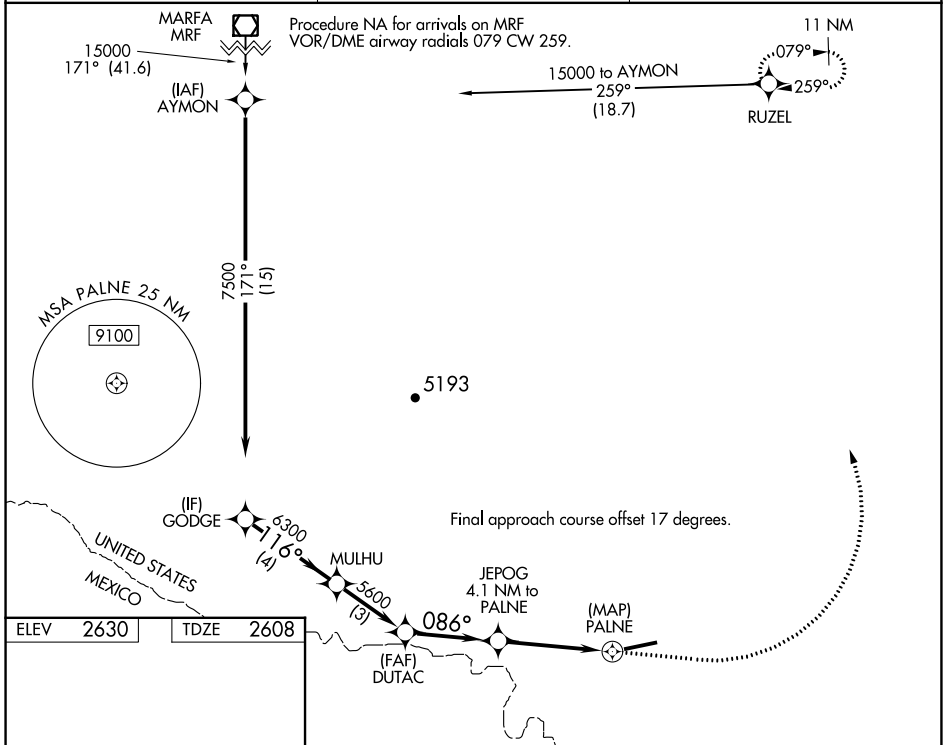 MARFA
MRF
Procedure NA for arrivals on MRF
VOR/DME airway radials 079 CW 259.
11 NM
079°
259°
RUZEL
15000
171° (41.6)
15000 to AYMON
259°
(18.7)
(IAF)
AYMON
7500
171°
(15)
MSA PALNE 25 NM
9100
5193
(IF)
GODGE
6300
116°
(4)
Final approach course offset 17 degrees.
UNITED STATES
MEXICO
MULHU
5600
(3)
JEPOG
4.1 NM to
PALNE
086°
(MAP)
PALNE
(FAF)
DUTAC
ELEV 2630
TDZE 2608